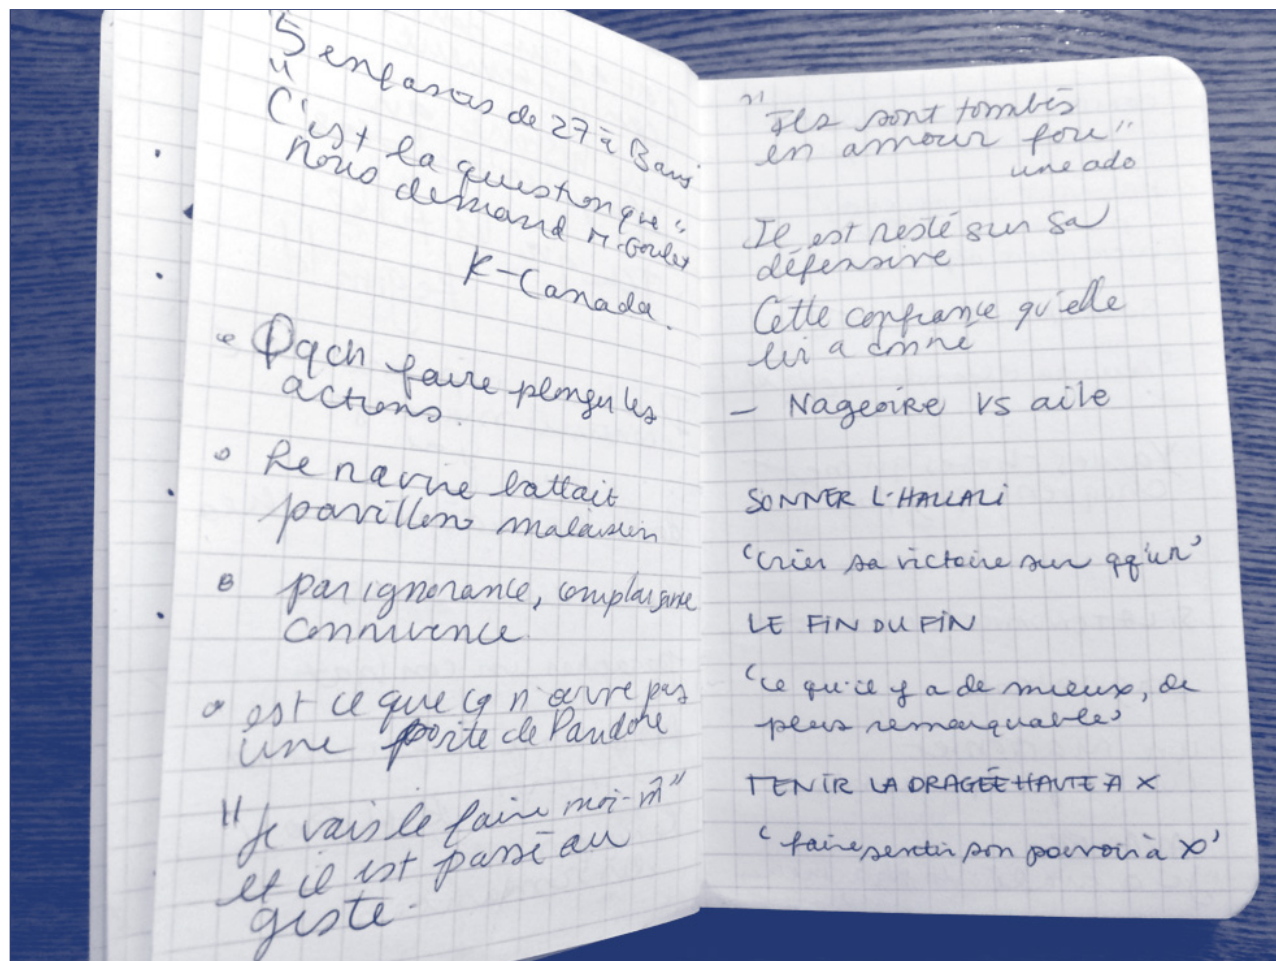 5 enfants de 27 à
"C'est la question que"
nous demand M. Goulet
R-Canada.
faire plonger les
actions.
Le navire battait
pavillon malaisien
par ignorance, complaisance
connivence
est ce que ça n'ouvre pas
une porte de Pandore
"Je vais le faire moi-m̂"
et il est passé au
geste.
"Ils sont tombés
en amour fou"
une ado
Il est resté sur sa
défensive
Cette confiance qu'elle
lui a donné
- Nageoire vs aile
SONNER L'HALLALI
'crier sa victoire sur qq'un'
LE FIN DU FIN
'ce qu'il y a de mieux, de
plus remarquable'
TENIR LA DRAGÉE HAUTE À X
'faire sentir son pouvoir à X'